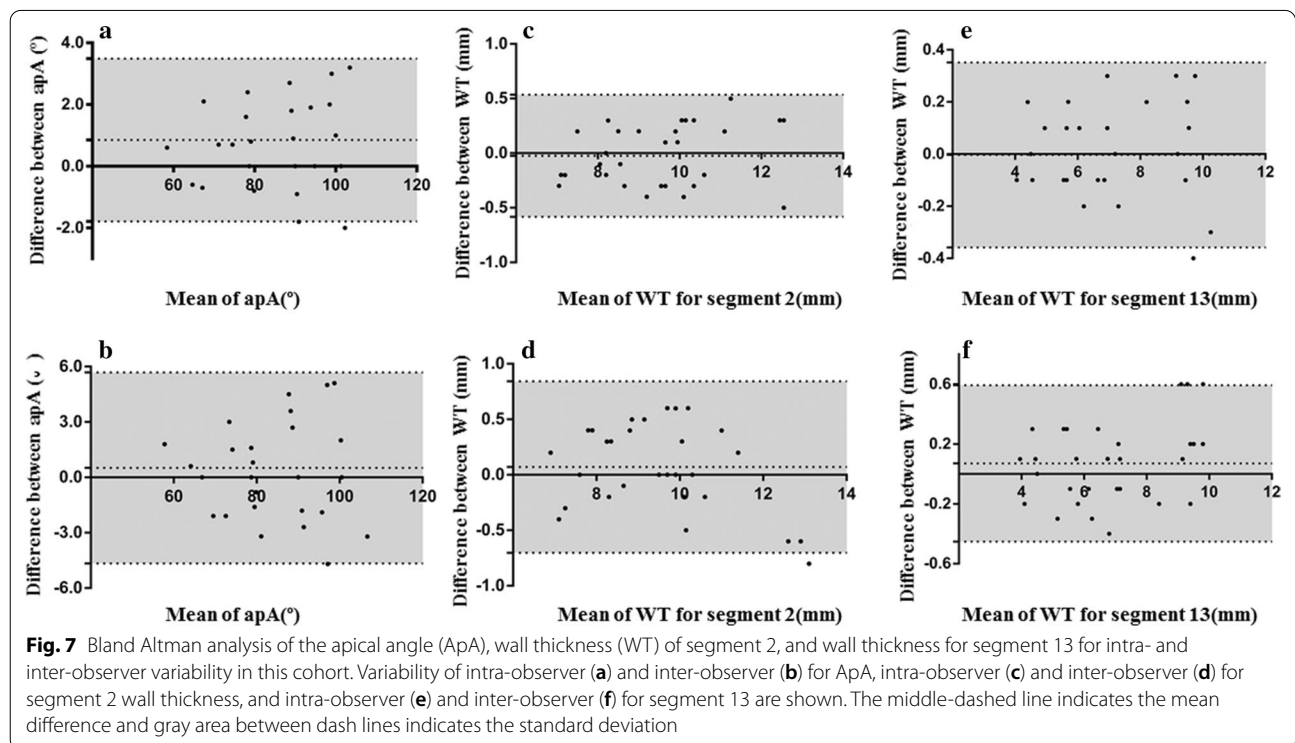 a
c
e
4.0
2.0
0.0
-2.0
60
80
100
120
Difference between apA (º)
Mean of apA(º)
1.0
0.5
0.0
-0.5
-1.0
8
10
12
14
Difference between WT (mm)
Mean of WT for segment 2(mm)
0.4
0.2
0.0
-0.2
-0.4
4
6
8
10
12
Difference between WT (mm)
Mean of WT for segment 13(mm)
b
d
f
6.0
3.0
0.0
-3.0
-6.0
60
80
100
120
Difference between apA (
Mean of apA(º)
1.0
0.5
0.0
-0.5
-1.0
8
10
12
14
Difference between WT (mm)
Mean of WT for segment 2(mm)
0.6
0.2
-0.2
-0.6
4
6
8
10
12
Difference between WT (mm)
Mean of WT for segment 13(mm)
Fig. 7 Bland Altman analysis of the apical angle (ApA), wall thickness (WT) of segment 2, and wall thickness for segment 13 for intra- and
inter-observer variability in this cohort. Variability of intra-observer (a) and inter-observer (b) for ApA, intra-observer (c) and inter-observer (d) for
segment 2 wall thickness, and intra-observer (e) and inter-observer (f) for segment 13 are shown. The middle-dashed line indicates the mean
difference and gray area between dash lines indicates the standard deviation